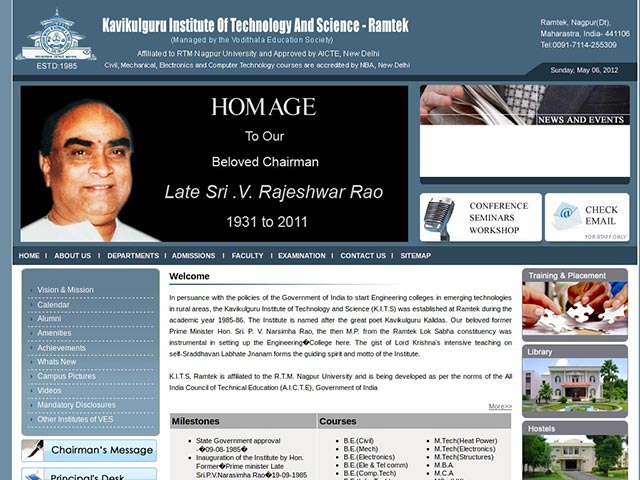 Kavikulguru Institute Of Technology And Science - Ramtek
(Managed by the Vodithala Education Society)
Affiliated to RTM Nagpur University and Approved by AICTE, New Delhi
Civil, Mechanical, Electronics and Computer Technology courses are accredited by NBA, New Delhi
ESTD:1985
Ramtek, Nagpur(Dt),
Maharastra, India- 441106
Tel:0091-7114-255309
Sunday, May 06, 2012
HOMAGE
To Our
Beloved Chairman
Late Sri .V. Rajeshwar Rao
1931 to 2011
NEWS AND EVENTS
CONFERENCE
SEMINARS
WORKSHOP
CHECK
EMAIL
FOR STAFF ONLY
HOME I ABOUT US I DEPARTMENTS I ADMISSIONS I FACULTY I EXAMINATION I CONTACT US I SITEMAP
Vision & Mission
Calendar
Alumni
Amenities
Achievements
Whats New
Campus Pictures
Videos
Mandatory Disclosures
Other Institutes of VES
Chairman's Message
Principal's Desk
Welcome
In persuance with the policies of the Government of India to start Engineering colleges in emerging technologies
in rural areas, the Kavikulguru Institute of Technology and Science (K.I.T.S) was established at Ramtek during the
academic year 1985-86. The Institute is named after the great poet Kavikulguru Kalidas. Our beloved former
Prime Minister Hon. Sri. P. V. Narsimha Rao, the then M.P. from the Ramtek Lok Sabha constituency was
instrumental in setting up the Engineering�College here. The gist of Lord Krishna's intensive teaching on
self-Sraddhavan Labhate Jnanam forms the guiding spirit and motto of the Institute.
K.I.T.S, Ramtek is affiliated to the R.T.M. Nagpur University and is being developed as per the norms of the All
India Council of Technical Education (A.I.C.T.E), Government of India
More>>
Milestones
State Government approval
-�09-08-1985�
Inauguration of the Institute by Hon.
Former�Prime minister Late
Sri.P.V.Narasimha Rao�19-09-1985
Courses
B.E.(Civil)
B.E.(Mech)
B.E.(Electronics)
B.E.(Ele & Tel comm)
B.E.(Comp.Tech)
M.Tech(Heat Power)
M.Tech(Electronics)
M.Tech(Structures)
M.B.A.
M.C.A
Training & Placement
Library
Hostels